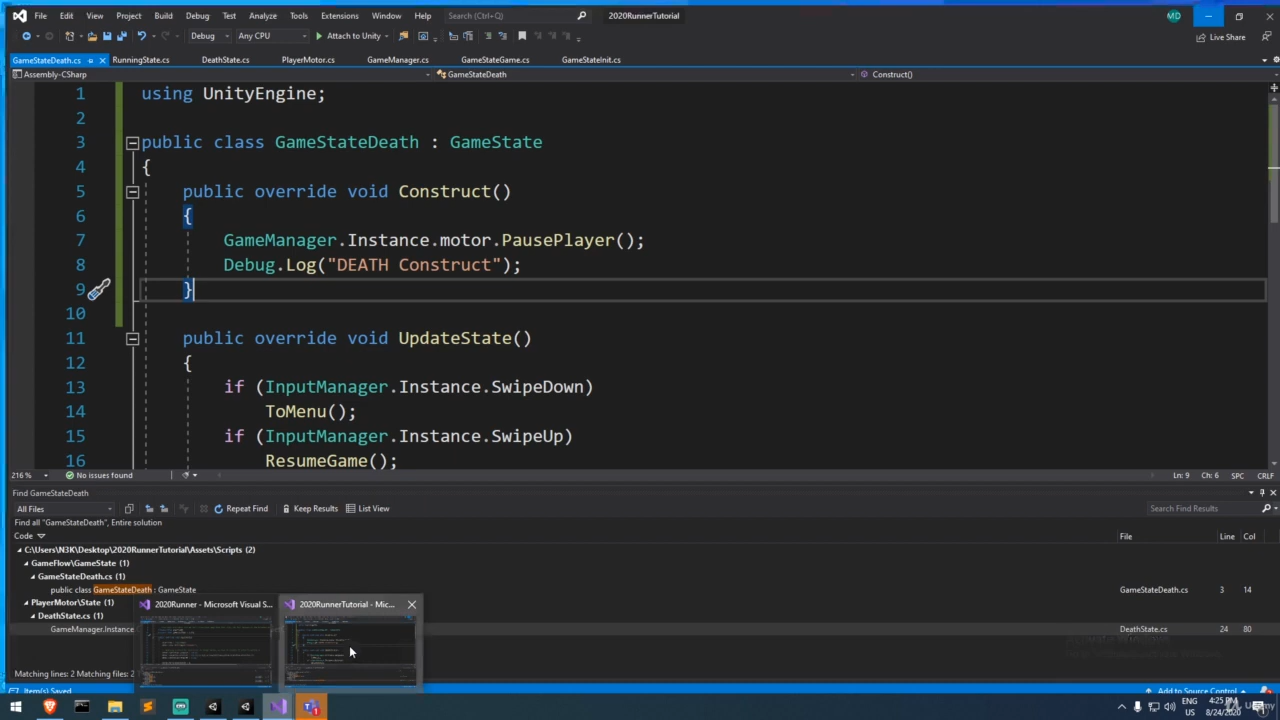 File Edit View Project Build Debug Test Analyze Tools Extensions Window Help Search (Ctrl+Q) 2020RunnerTutorial MD
Debug Any CPU Attach to Unity Live Share
GameStateDeath.cs RunningState.cs DeathState.cs PlayerMotor.cs GameManager.cs GameStateGame.cs GameStateInit.cs
Assembly-CSharp GameStateDeath Construct()
1 using UnityEngine;
2
3 public class GameStateDeath : GameState
4 {
5 public override void Construct()
6 {
7 GameManager.Instance.motor.PausePlayer();
8 Debug.Log("DEATH Construct");
9 }
10
11 public override void UpdateState()
12 {
13 if (InputManager.Instance.SwipeDown)
14 ToMenu();
15 if (InputManager.Instance.SwipeUp)
16 ResumeGame();
216 % No issues found Ln: 9 Ch: 6 SPC CRLF
Find GameStateDeath
All Files Repeat Find Keep Results List View Search Find Results
Find all "GameStateDeath", Entire solution
Code File Line Col
C:\Users\N3K\Desktop\2020RunnerTutorial\Assets\Scripts (2)
GameFlow\GameState (1)
GameStateDeath.cs (1)
public class GameStateDeath : GameState GameStateDeath.cs 3 14
PlayerMotor\State (1)
2020Runner - Microsoft Visual S... 2020RunnerTutorial - Mic...
DeathState.cs (1)
GameManager.Instance DeathState.cs 24 80
Matching lines: 2 Matching files: 2
Item(s) Saved Add to Source Control
ENG 4:25 PM
US 8/24/2020
Udemy